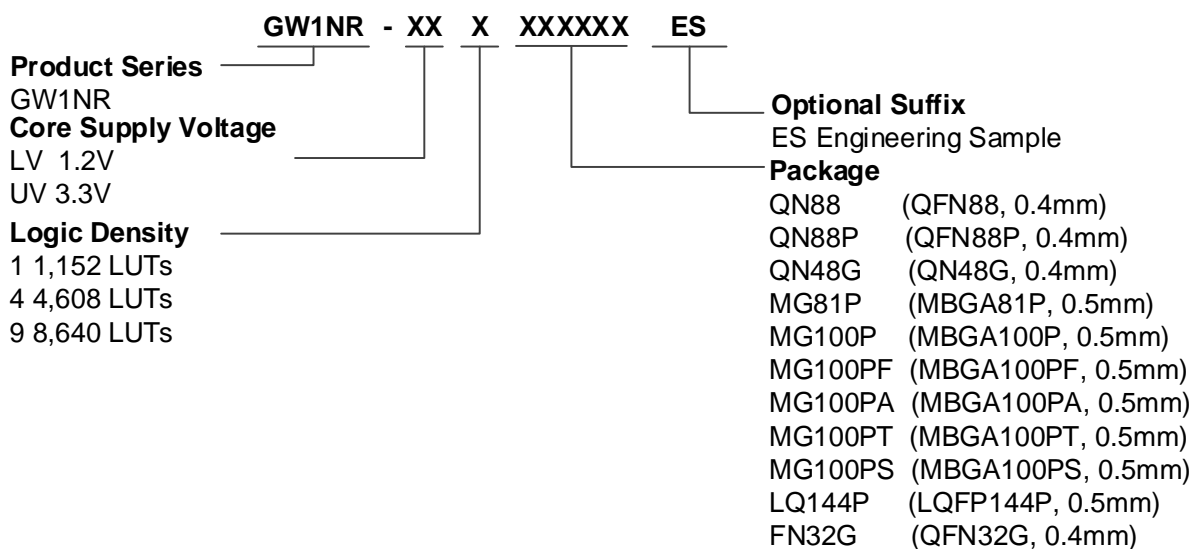 GW1NR - XX X XXXXXX ES
Product Series
GW1NR
Core Supply Voltage
LV 1.2V
UV 3.3V
Logic Density
1 1,152 LUTs
4 4,608 LUTs
9 8,640 LUTs
Optional Suffix
ES Engineering Sample
Package
QN88 (QFN88, 0.4mm)
QN88P (QFN88P, 0.4mm)
QN48G (QN48G, 0.4mm)
MG81P (MBGA81P, 0.5mm)
MG100P (MBGA100P, 0.5mm)
MG100PF (MBGA100PF, 0.5mm)
MG100PA (MBGA100PA, 0.5mm)
MG100PT (MBGA100PT, 0.5mm)
MG100PS (MBGA100PS, 0.5mm)
LQ144P (LQFP144P, 0.5mm)
FN32G (QFN32G, 0.4mm)